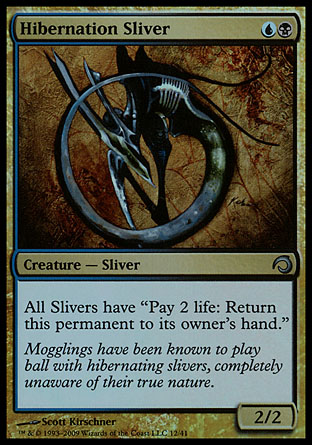 Hibernation Sliver
Creature — Sliver
All Slivers have “Pay 2 life: Return
this permanent to its owner's hand.”
Mogglings have been known to play
ball with hibernating slivers, completely
unaware of their true nature.
Scott Kirschner
™ & © 1993–2009 Wizards of the Coast LLC 12/41
2/2